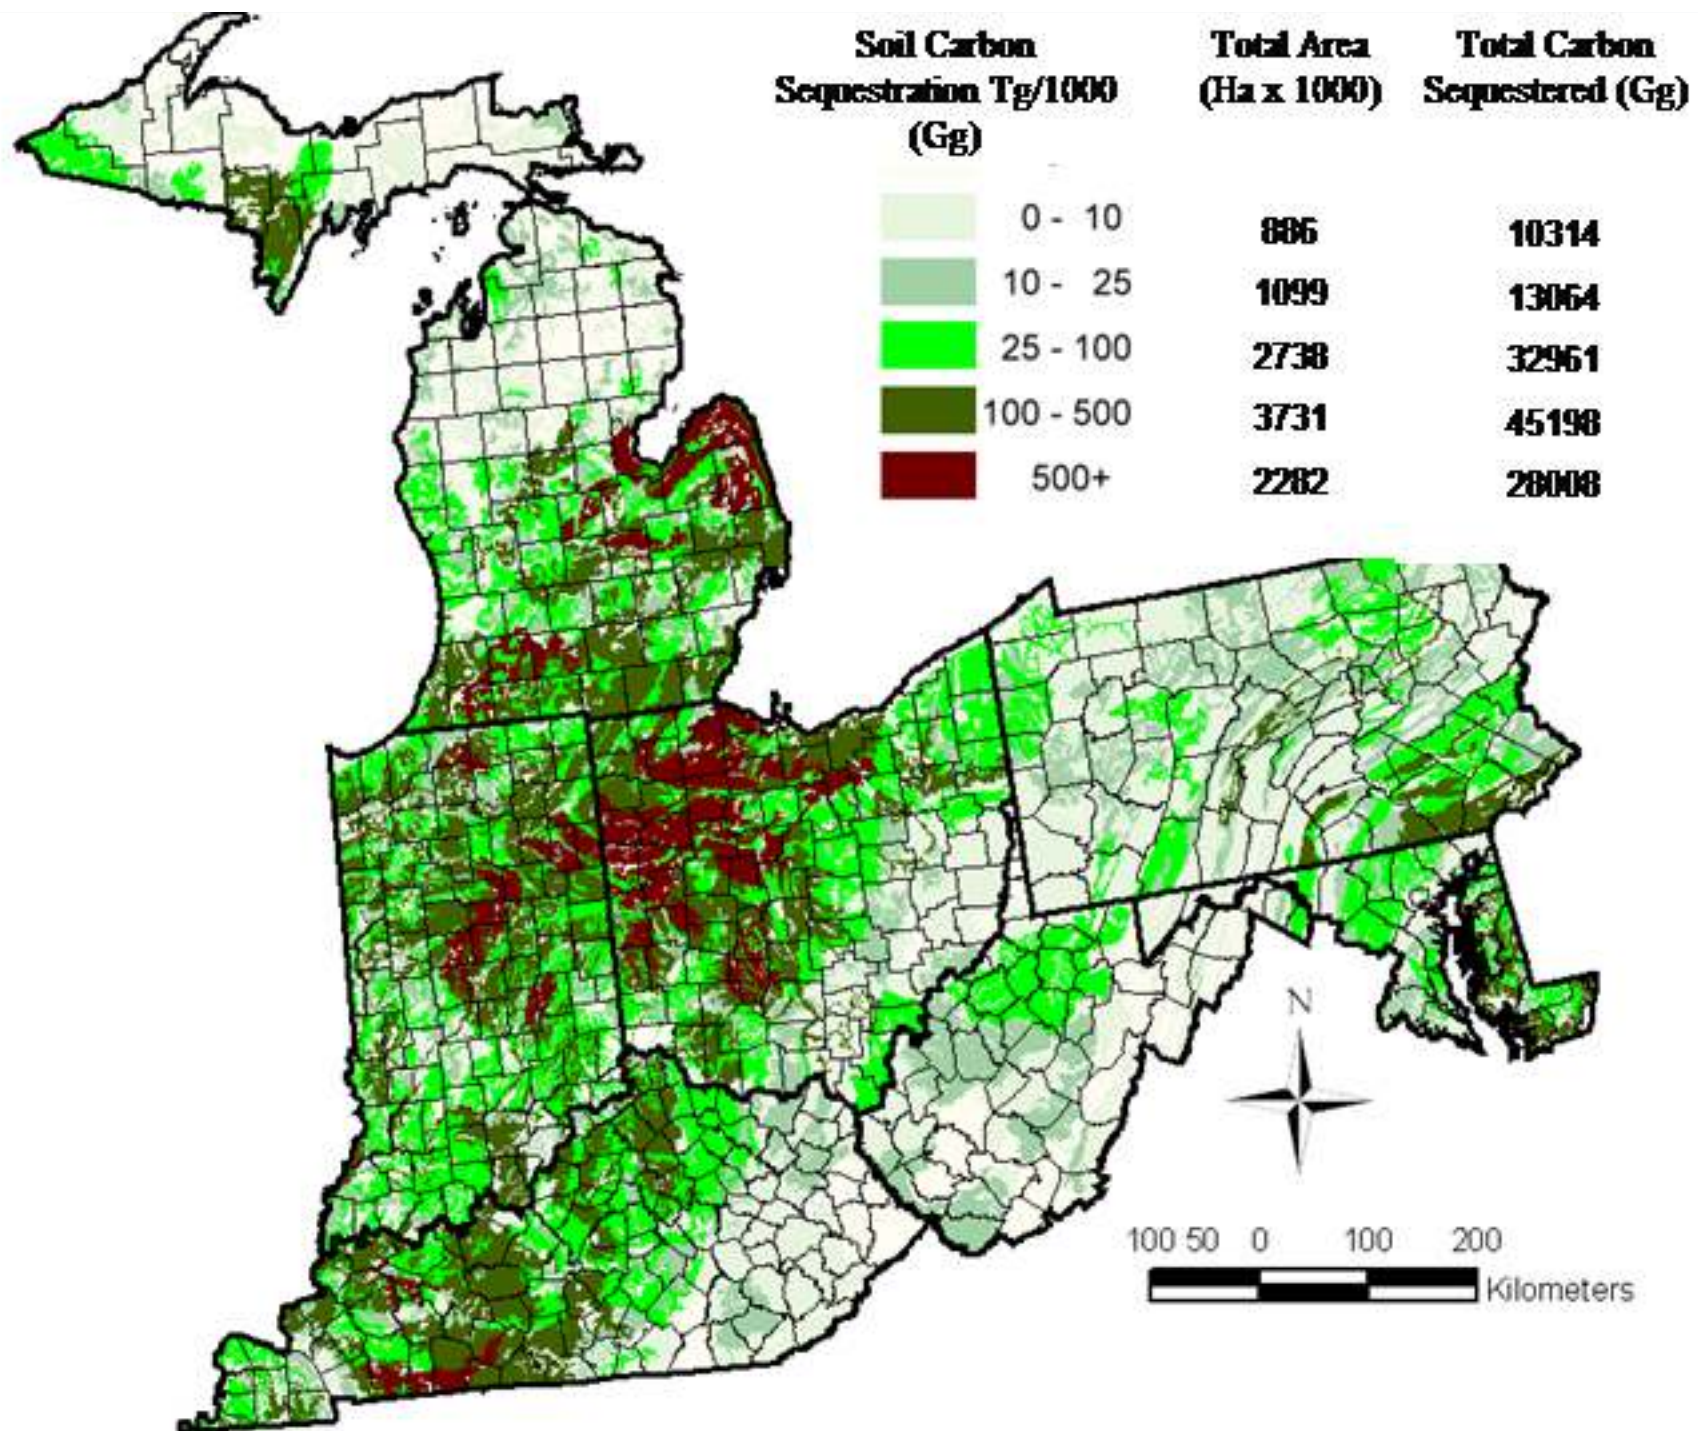 Soil Carbon Total Area Total Carbon
Sequestration Tg/1000 (Ha x 1000) Sequestered (Gg)
(Gg)
0 - 10 886 10314
10 - 25 1099 13064
25 - 100 2738 32961
100 - 500 3731 45198
500+ 2282 28008
N
100 50 0 100 200
Kilometers